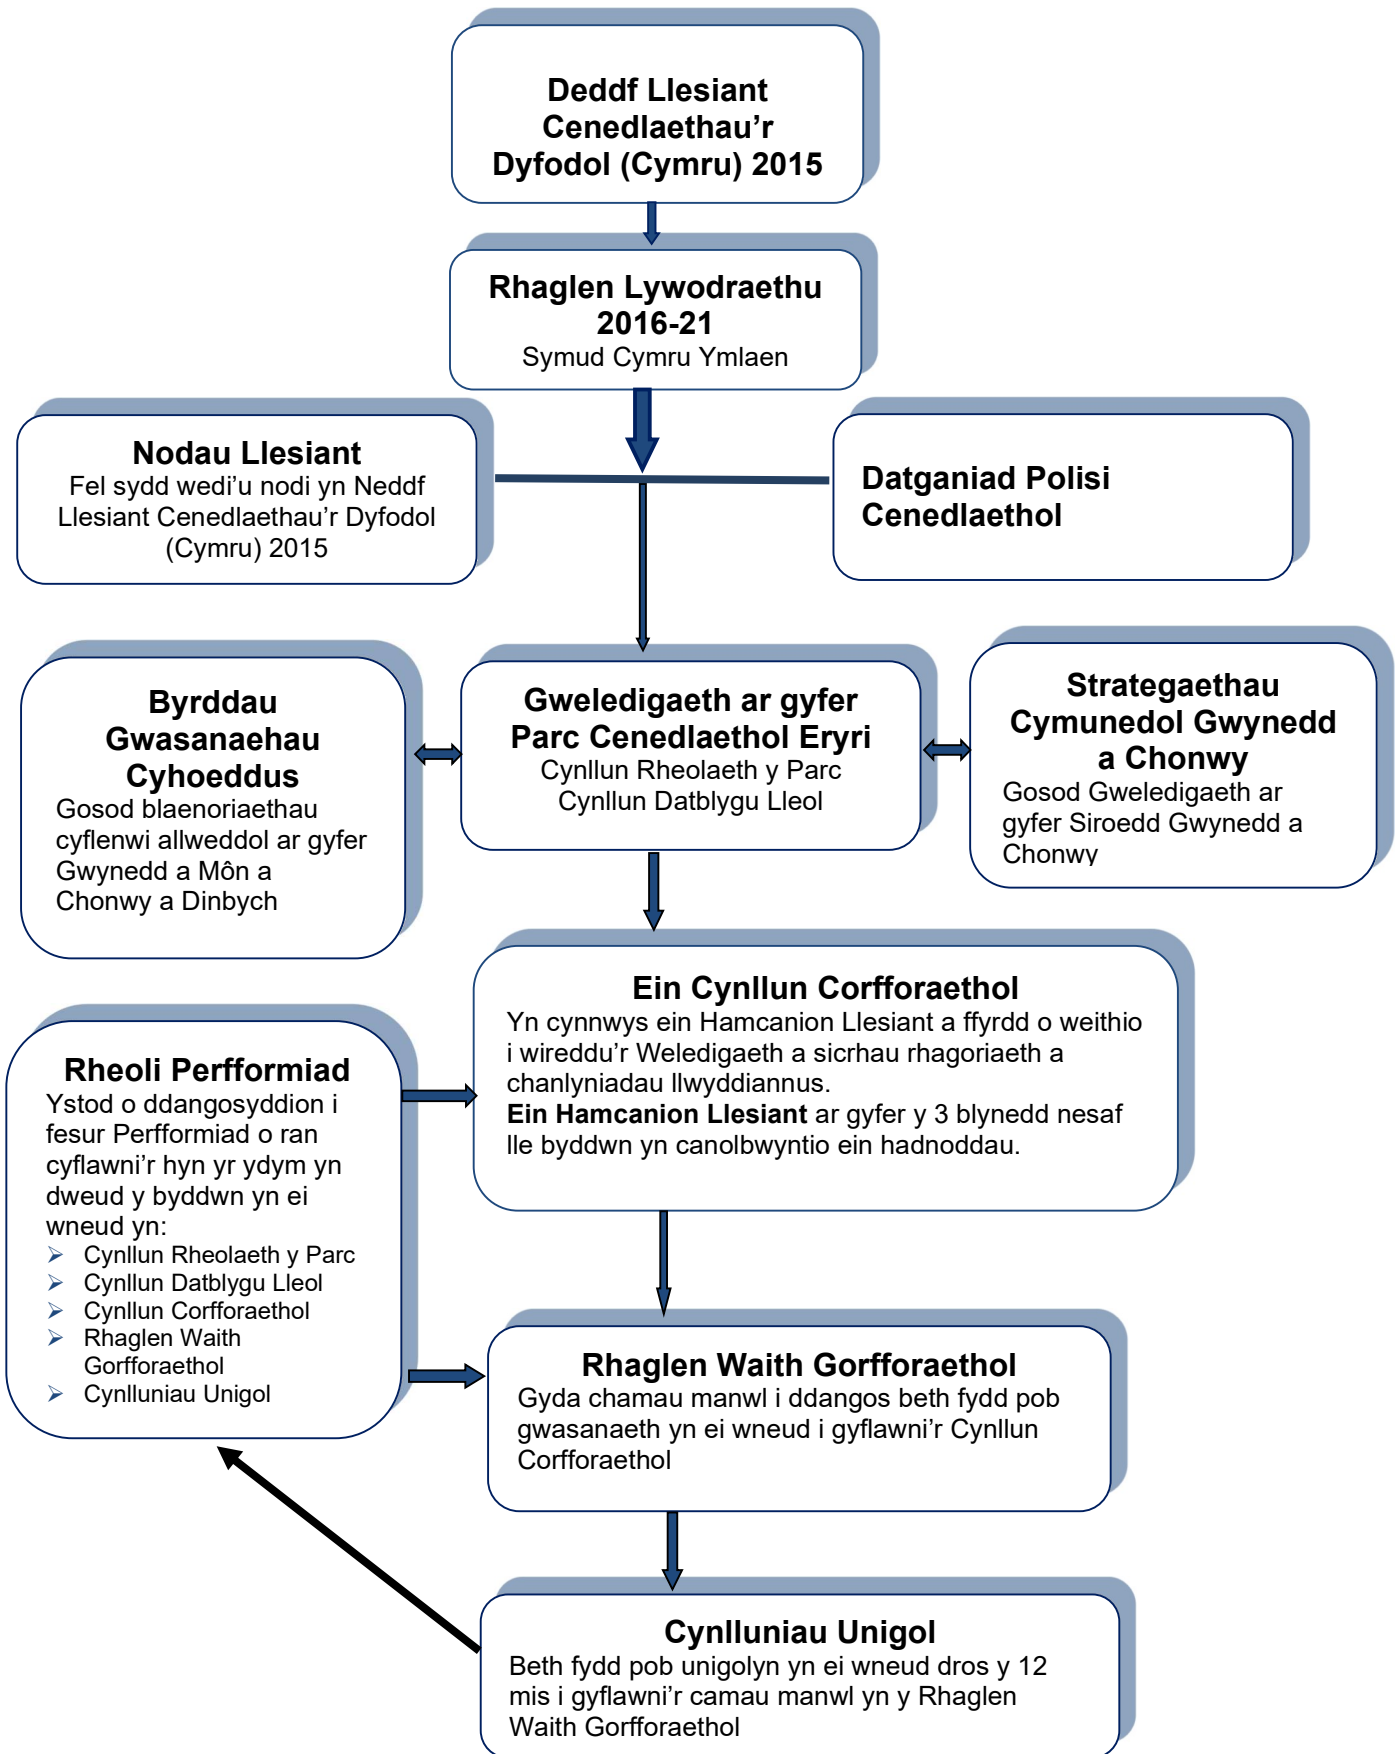 Deddf Llesiant
Cenedlaethau’r
Dyfodol (Cymru) 2015
Rhaglen Lywodraethu
2016-21
Symud Cymru Ymlaen
Nodau Llesiant
Fel sydd wedi’u nodi yn Neddf
Llesiant Cenedlaethau’r Dyfodol
(Cymru) 2015
Datganiad Polisi
Cenedlaethol
Byrddau
Gwasanaehau
Cyhoeddus
Gosod blaenoriaethau
cyflenwi allweddol ar gyfer
Gwynedd a Môn a
Chonwy a Dinbych
Gweledigaeth ar gyfer
Parc Cenedlaethol Eryri
Cynllun Rheolaeth y Parc
Cynllun Datblygu Lleol
Strategaethau
Cymunedol Gwynedd
a Chonwy
Gosod Gweledigaeth ar
gyfer Siroedd Gwynedd a
Chonwy
Ein Cynllun Corfforaethol
Yn cynnwys ein Hamcanion Llesiant a ffyrdd o weithio
i wireddu’r Weledigaeth a sicrhau rhagoriaeth a
chanlyniadau llwyddiannus.
Ein Hamcanion Llesiant ar gyfer y 3 blynedd nesaf
lle byddwn yn canolbwyntio ein hadnoddau.
Rheoli Perfformiad
Ystod o ddangosyddion i
fesur Perfformiad o ran
cyflawni’r hyn yr ydym yn
dweud y byddwn yn ei
wneud yn:
➢ Cynllun Rheolaeth y Parc
➢ Cynllun Datblygu Lleol
➢ Cynllun Corfforaethol
➢ Rhaglen Waith
Gorfforaethol
➢ Cynlluniau Unigol
Rhaglen Waith Gorfforaethol
Gyda chamau manwl i ddangos beth fydd pob
gwasanaeth yn ei wneud i gyflawni’r Cynllun
Corfforaethol
Cynlluniau Unigol
Beth fydd pob unigolyn yn ei wneud dros y 12
mis i gyflawni’r camau manwl yn y Rhaglen
Waith Gorfforaethol